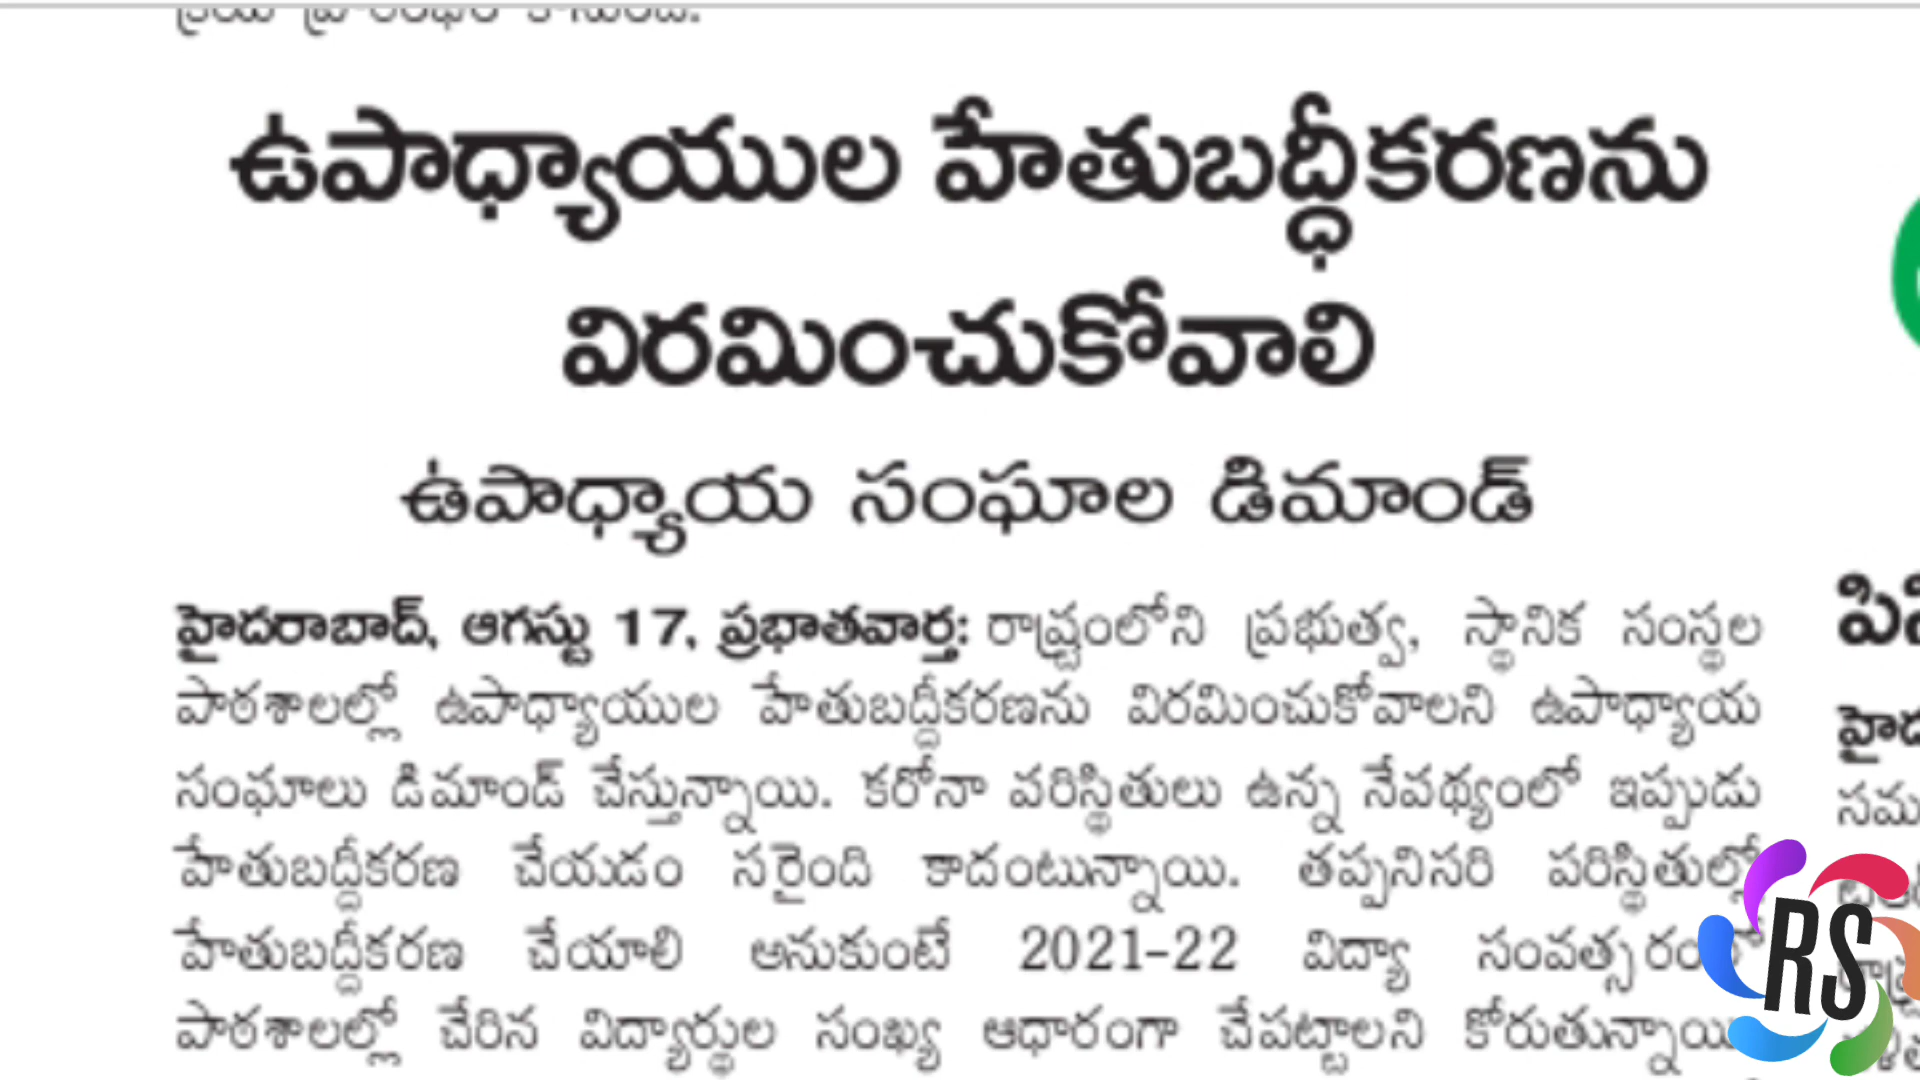 ఉపాధ్యాయుల హేతుబద్ధీకరణను
విరమించుకోవాలి
ఉపాధ్యాయ సంఘాల డిమాండ్
హైదరాబాద్, ఆగస్టు 17, ప్రభాతవార్త: రాష్ట్రంలోని ప్రభుత్వ, స్థానిక సంస్థల
పాఠశాలల్లో ఉపాధ్యాయుల హేతుబద్ధీకరణను విరమించుకోవాలని ఉపాధ్యాయ
సంఘాలు డిమాండ్ చేస్తున్నాయి. కరోనా పరిస్థితులు ఉన్న నేపథ్యంలో ఇప్పుడు
హేతుబద్ధీకరణ చేయడం సరైంది కాదంటున్నాయి. తప్పనిసరి పరిస్థితుల్లో
హేతుబద్ధీకరణ చేయాలి అనుకుంటే 2021-22 విద్యా సంవత్సరంలో
పాఠశాలల్లో చేరిన విద్యార్థుల సంఖ్య ఆధారంగా చేపట్టాలని కోరుతున్నాయి
RS